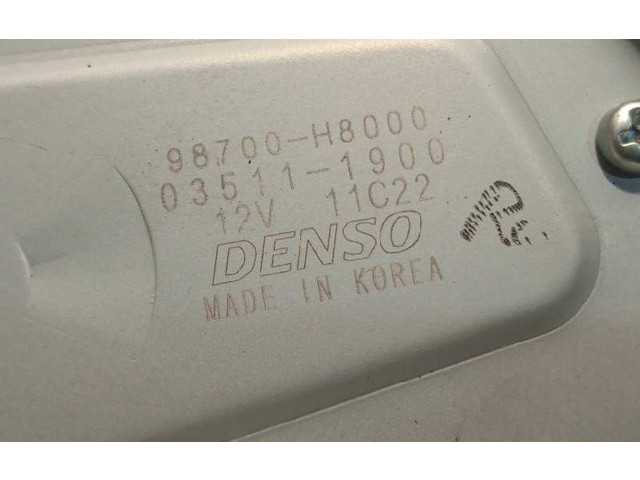 98700-H8000
03511-1900
12V 11C22
DENSO
MADE IN KOREA